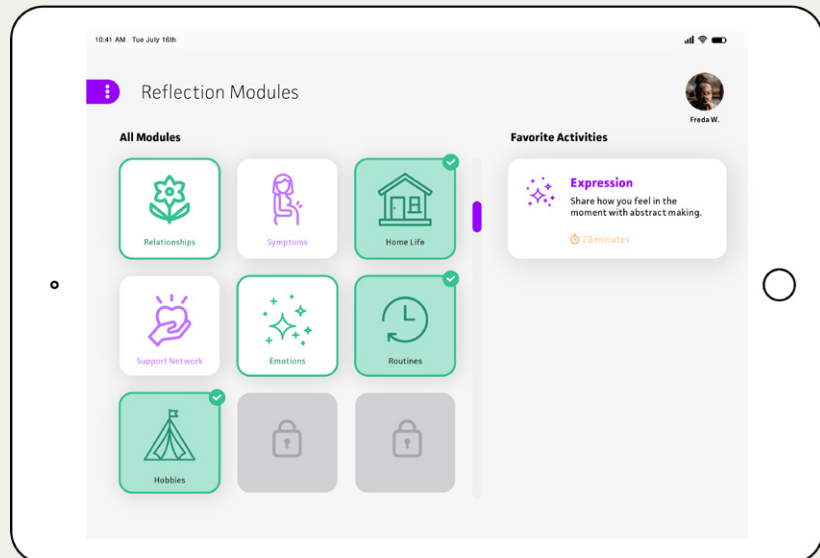 10:41 AM Tue July 16th
Reflection Modules
Freda W.
All Modules
Favorite Activities
Relationships
Symptoms
Home Life
Expression
Share how you feel in the
moment with abstract making.
20 minutes
Support Network
Emotions
Routines
Hobbies